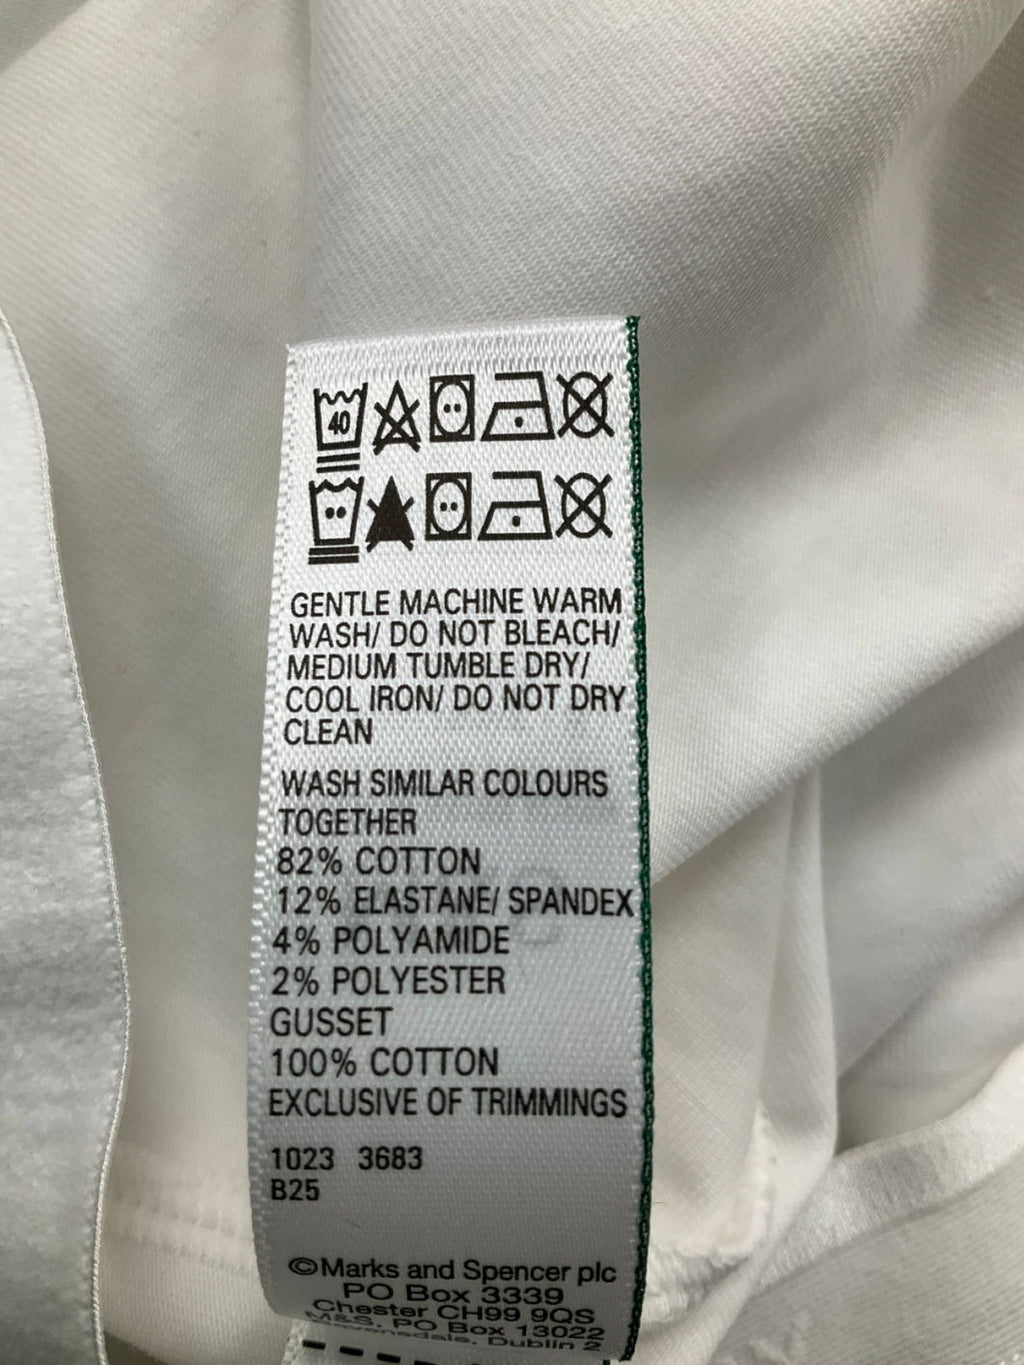 40
GENTLE MACHINE WARM
WASH/ DO NOT BLEACH/
MEDIUM TUMBLE DRY/
COOL IRON/ DO NOT DRY
CLEAN
WASH SIMILAR COLOURS
TOGETHER
82% COTTON
12% ELASTANE/ SPANDEX
4% POLYAMIDE
2% POLYESTER
GUSSET
100% COTTON
EXCLUSIVE OF TRIMMINGS
1023 3683
B25
©Marks and Spencer plc
PO Box 3339
Chester CH99 9QS
M&S, PO Box 13022
Dublin 2